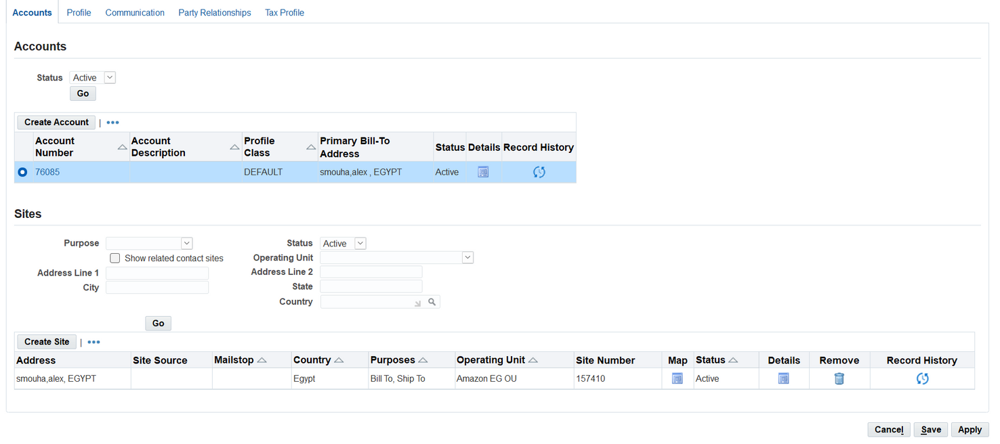 Accounts Profile Communication Party Relationships Tax Profile
Accounts
Status Active
Go
Create Account | •••
Account Number Account Description Profile Class Primary Bill-To Address Status Details Record History
76085 DEFAULT smouha,alex , EGYPT Active
Sites
Purpose Status Active
Show related contact sites Operating Unit
Address Line 1 Address Line 2
City State
Country
Go
Create Site | •••
Address Site Source Mailstop Country Purposes Operating Unit Site Number Map Status Details Remove Record History
smouha,alex, EGYPT Egypt Bill To, Ship To Amazon EG OU 157410 Active
Cancel Save Apply